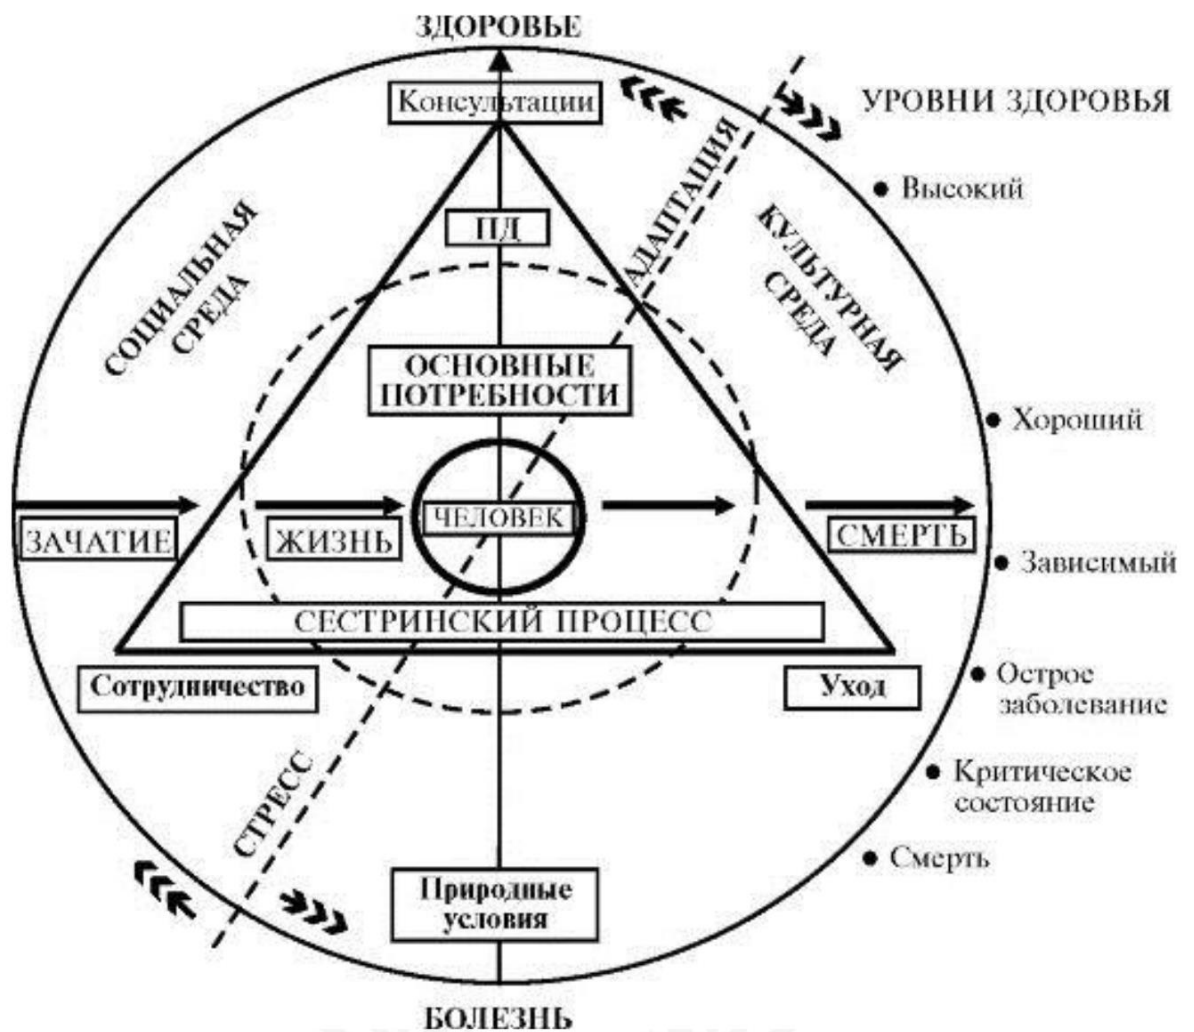 ЗДОРОВЬЕ
Консультации
УРОВНИ ЗДОРОВЬЯ
АДАПТАЦИЯ
Высокий
СОЦИАЛЬНАЯ
СРЕДА
ПД
КУЛЬТУРНАЯ
СРЕДА
ОСНОВНЫЕ
ПОТРЕБНОСТИ
Хороший
ЗАЧАТИЕ
ЖИЗНЬ
ЧЕЛОВЕК
СМЕРТЬ
Зависимый
СЕСТРИНСКИЙ ПРОЦЕСС
Сотрудничество
Уход
Острое
заболевание
СТРЕСС
Критическое
состояние
Смерть
Природные
условия
БОЛЕЗНЬ